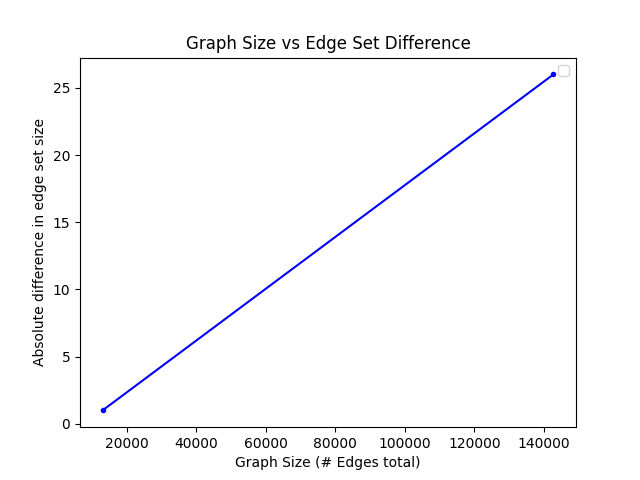 Graph Size vs Edge Set Difference
Absolute difference in edge set size
25
20
15
10
5
0
20000 40000 60000 80000 100000 120000 140000
Graph Size (# Edges total)